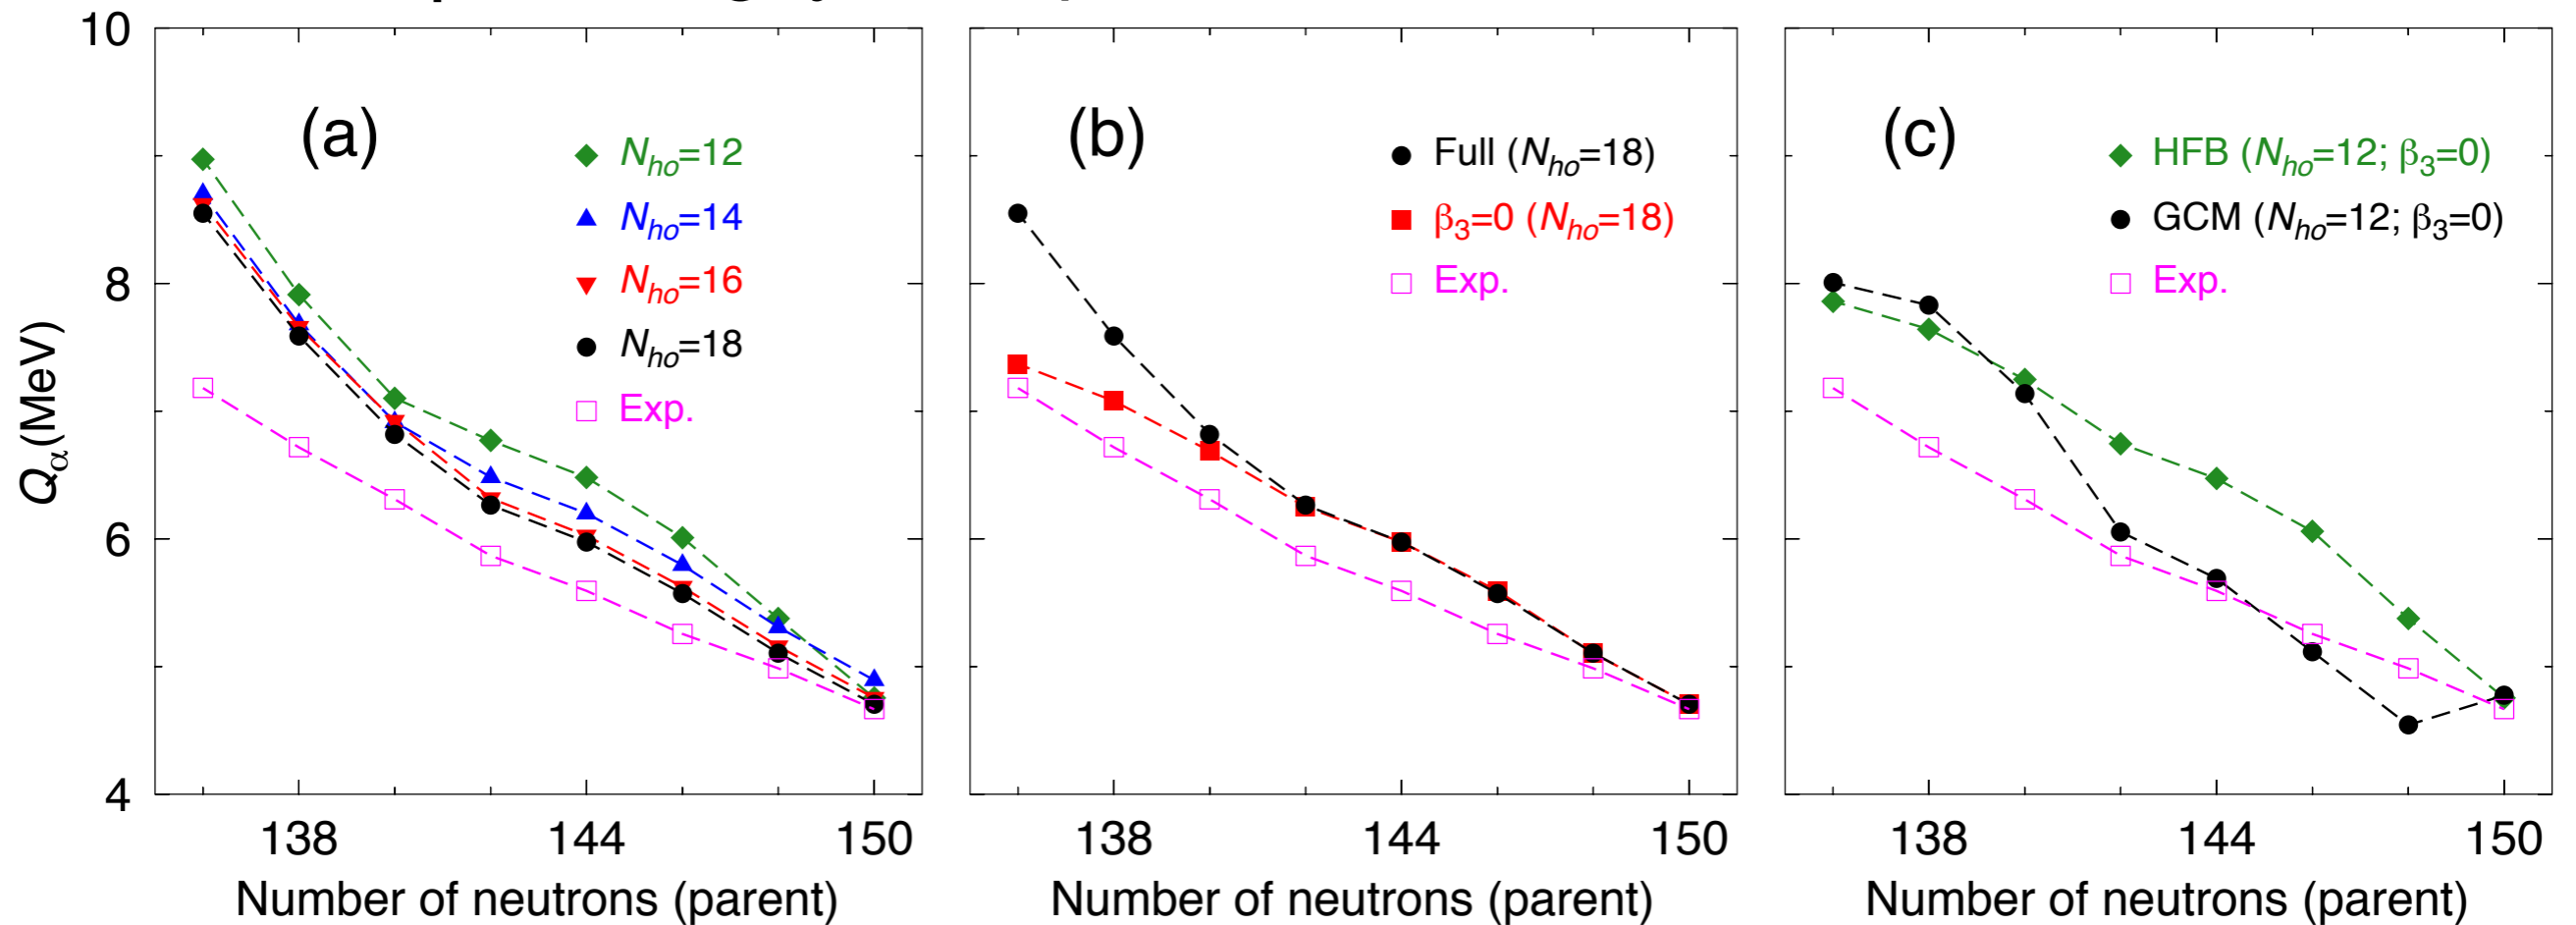 10
8
6
4
Qα(MeV)
(a)
Nho=12
Nho=14
Nho=16
Nho=18
Exp.
138 144 150
Number of neutrons (parent)
(b)
Full (Nho=18)
β3=0 (Nho=18)
Exp.
138 144 150
Number of neutrons (parent)
(c)
HFB (Nho=12; β3=0)
GCM (Nho=12; β3=0)
Exp.
138 144 150
Number of neutrons (parent)